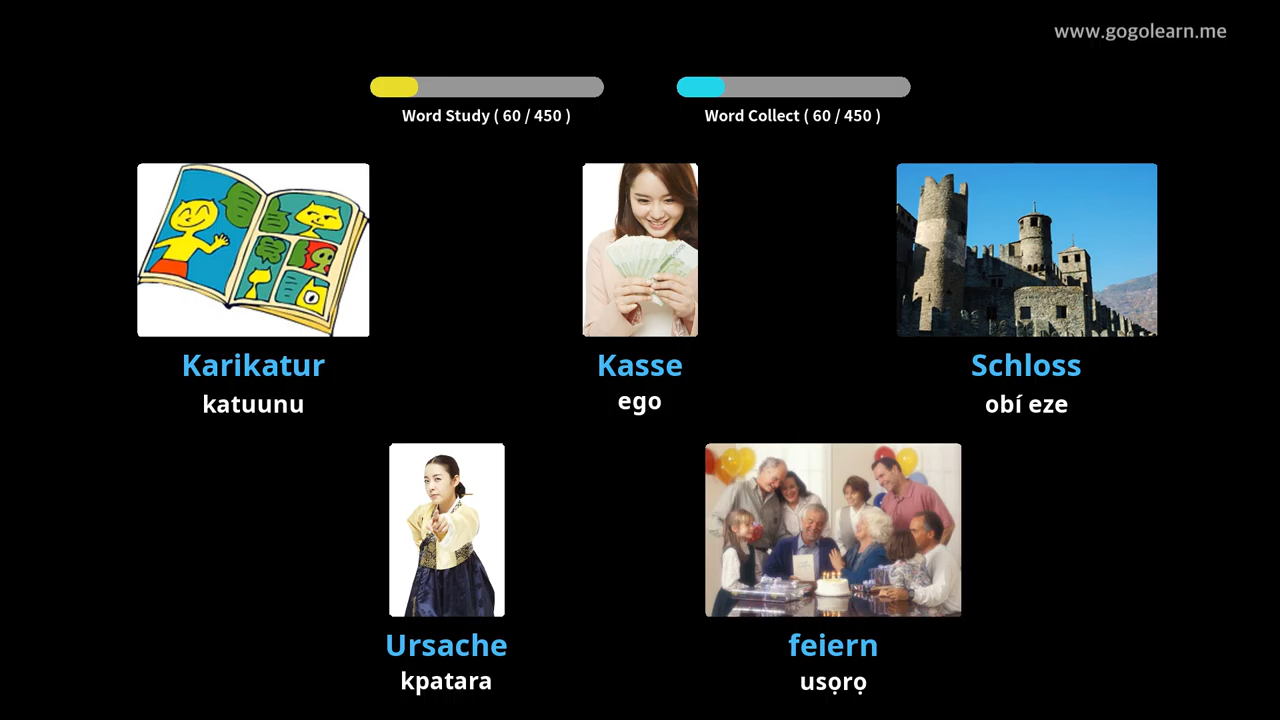 www.gogolearn.me
Word Study ( 60 / 450 )
Word Collect ( 60 / 450 )
Karikatur
katuunu
Kasse
ego
Schloss
obí eze
Ursache
kpatara
feiern
usọrọ